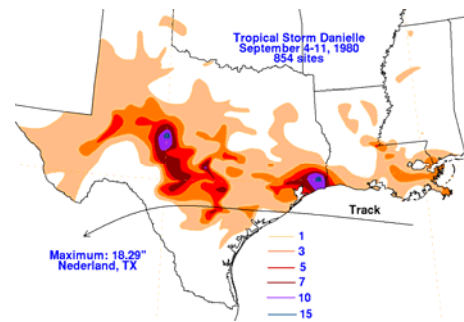 Tropical Storm Danielle
September 4-11, 1980
854 sites
Track
Maximum: 18.29"
Nederland, TX
1
3
5
7
10
15